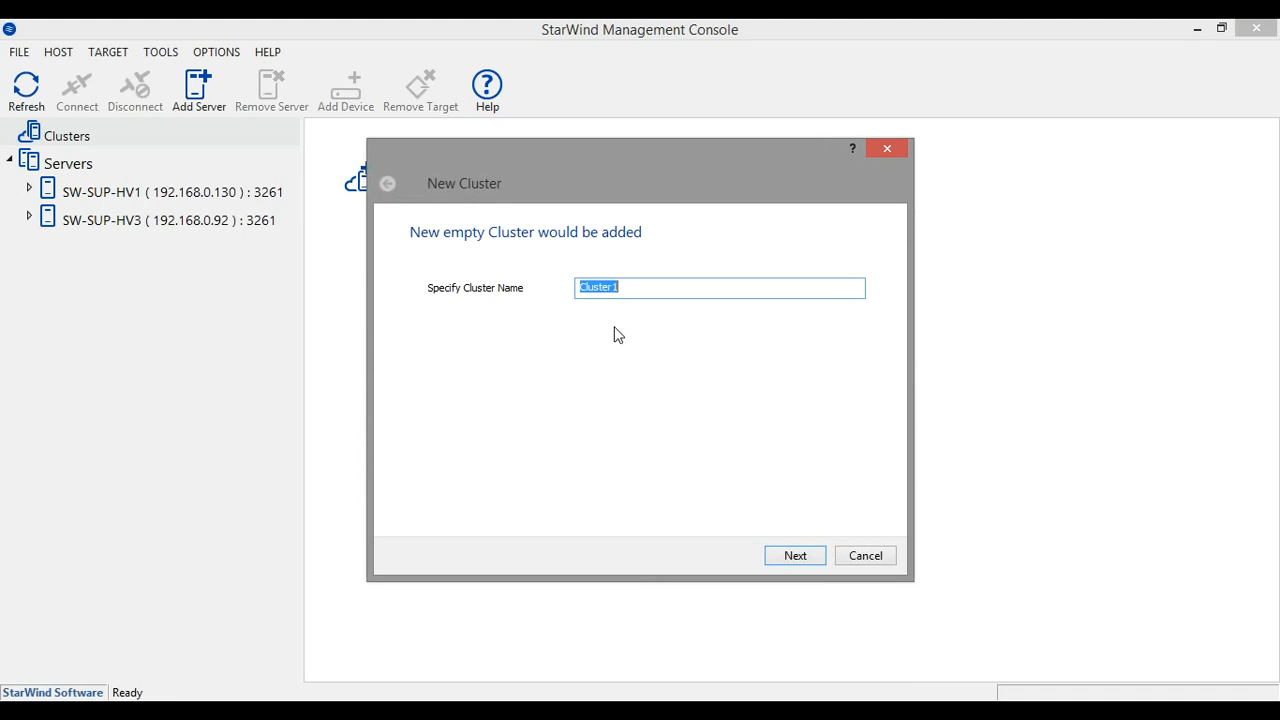 StarWind Management Console
FILE HOST TARGET TOOLS OPTIONS HELP
Refresh Connect Disconnect Add Server Remove Server Add Device Remove Target Help
Clusters
Servers
SW-SUP-HV1 ( 192.168.0.130 ) : 3261
SW-SUP-HV3 ( 192.168.0.92 ) : 3261
?
New Cluster
New empty Cluster would be added
Specify Cluster Name Cluster1
Next Cancel
StarWind Software Ready